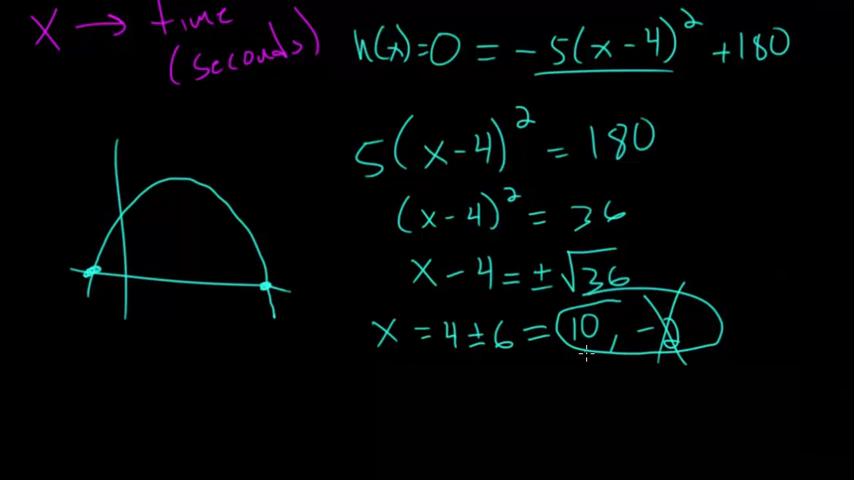 X → time
(seconds)
h(x)=0 = -5(x-4)² +180
5(x-4)² = 180
(x-4)² = 36
x-4 = ±√36
x = 4±6 = 10, -2